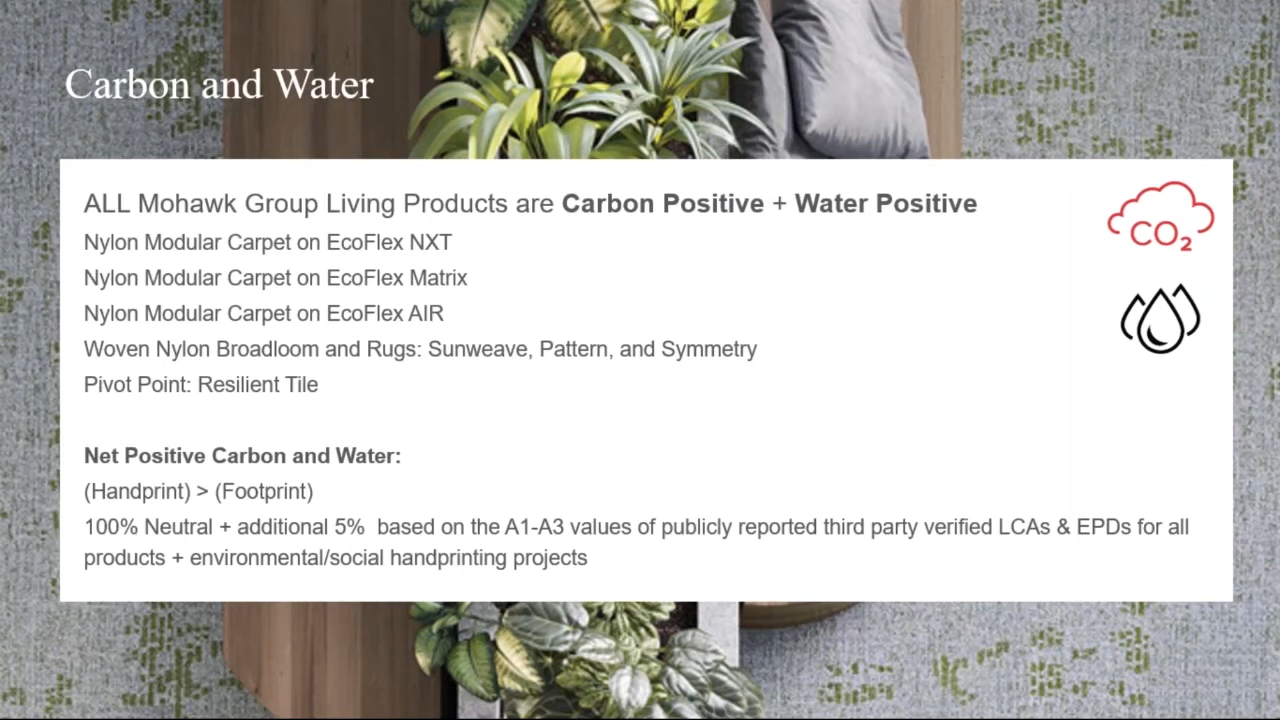 Carbon and Water
ALL Mohawk Group Living Products are Carbon Positive + Water Positive
Nylon Modular Carpet on EcoFlex NXT
Nylon Modular Carpet on EcoFlex Matrix
Nylon Modular Carpet on EcoFlex AIR
Woven Nylon Broadloom and Rugs: Sunweave, Pattern, and Symmetry
Pivot Point: Resilient Tile
CO2
Net Positive Carbon and Water:
(Handprint) > (Footprint)
100% Neutral + additional 5%  based on the A1-A3 values of publicly reported third party verified LCAs & EPDs for all
products + environmental/social handprinting projects